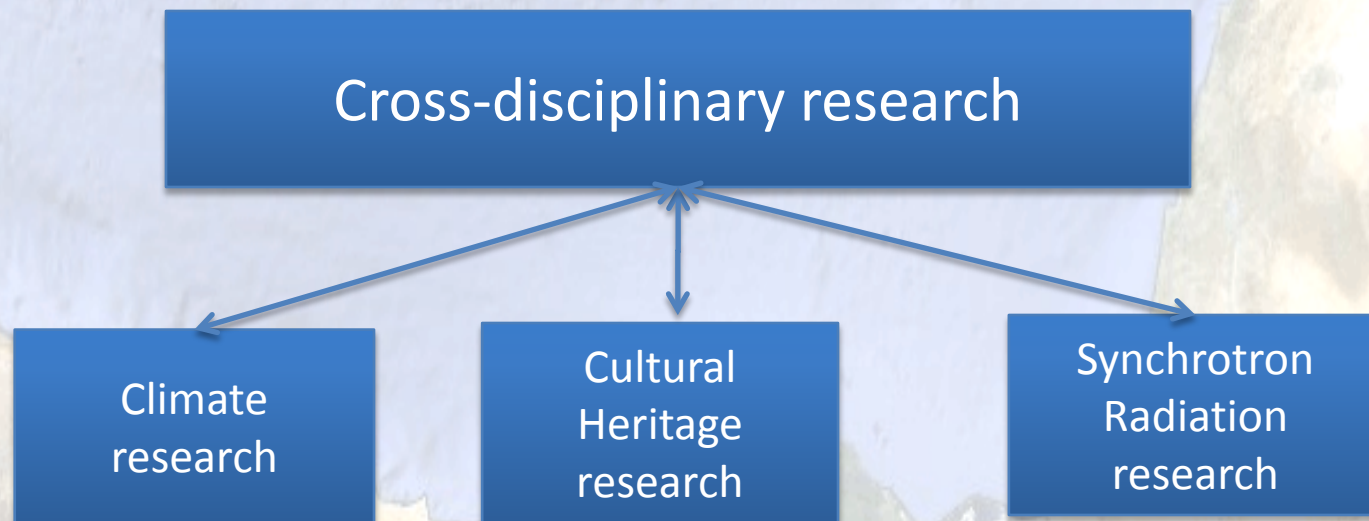 Cross-disciplinary research
Climate
research
Cultural
Heritage
research
Synchrotron
Radiation
research